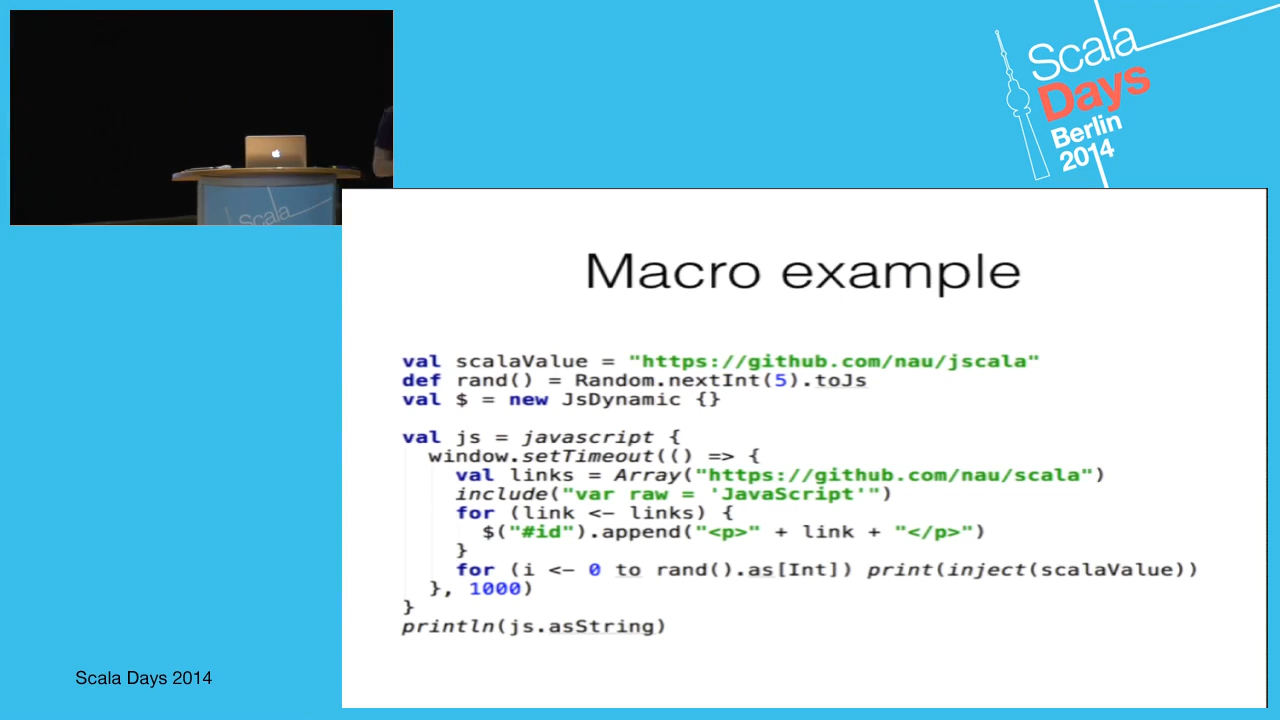 Scala
Days
Berlin
2014
Scala
Macro example
val scalaValue = "https://github.com/nau/jscala"
def rand() = Random.nextInt(5).toJs
val $ = new JsDynamic {}
val js = javascript {
window.setTimeout(() => {
val links = Array("https://github.com/nau/scala")
include("var raw = 'JavaScript'")
for (link <- links) {
$("#id").append("<p>" + link + "</p>")
}
for (i <- 0 to rand().as[Int]) print(inject(scalaValue))
}, 1000)
}
println(js.asString)
Scala Days 2014